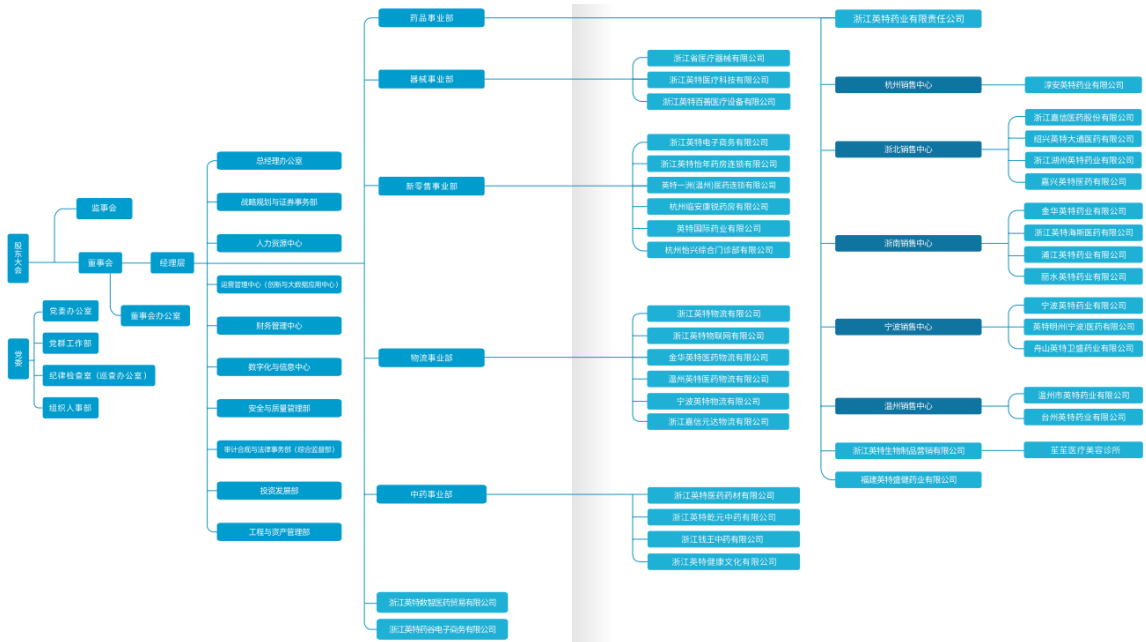 股东大会
监事会
董事会
董事会办公室
经理层
党委
党委办公室
党群工作部
纪律检查室（巡查办公室）
组织人事部
总经理办公室
战略规划与证券事务部
人力资源中心
运营管理中心（创新与大数据应用中心）
财务管理中心
数字化与信息中心
安全与质量管理部
审计合规与法律事务部（综合监督部）
投资发展部
工程与资产管理部
药品事业部
器械事业部
新零售事业部
物流事业部
中药事业部
浙江英特数智医药贸易有限公司
浙江英特药谷电子商务有限公司
浙江省医疗器械有限公司
浙江英特医疗科技有限公司
浙江英特百善医疗设备有限公司
浙江英特电子商务有限公司
浙江英特怡年药房连锁有限公司
英特一洲(温州)医药连锁有限公司
杭州临安康锐药房有限公司
英特国际药业有限公司
杭州怡兴综合门诊部有限公司
浙江英特物流有限公司
浙江英特物联网有限公司
金华英特医药物流有限公司
温州英特医药物流有限公司
宁波英特物流有限公司
浙江嘉信元达物流有限公司
浙江英特医药药材有限公司
浙江英特乾元中药有限公司
浙江钱王中药有限公司
浙江英特健康文化有限公司
浙江英特药业有限责任公司
杭州销售中心
淳安英特药业有限公司
浙北销售中心
浙江嘉信医药股份有限公司
绍兴英特大通医药有限公司
浙江湖州英特药业有限公司
嘉兴英特医药有限公司
浙南销售中心
金华英特药业有限公司
浙江英特海斯医药有限公司
浦江英特药业有限公司
丽水英特药业有限公司
宁波销售中心
宁波英特药业有限公司
英特明州(宁波)医药有限公司
舟山英特卫盛药业有限公司
温州销售中心
温州市英特药业有限公司
台州英特药业有限公司
浙江英特生物制品营销有限公司
茎茎医疗美容诊所
福建英特盛健药业有限公司